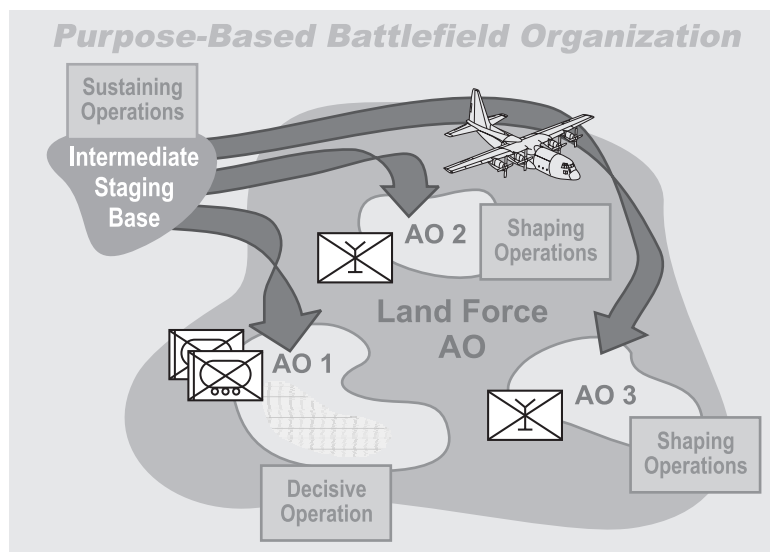 Purpose-Based Battlefield Organization
Sustaining
Operations
Intermediate
Staging
Base
AO 2
Shaping
Operations
Land Force
AO
AO 1
AO 3
Shaping
Operations
Decisive
Operation